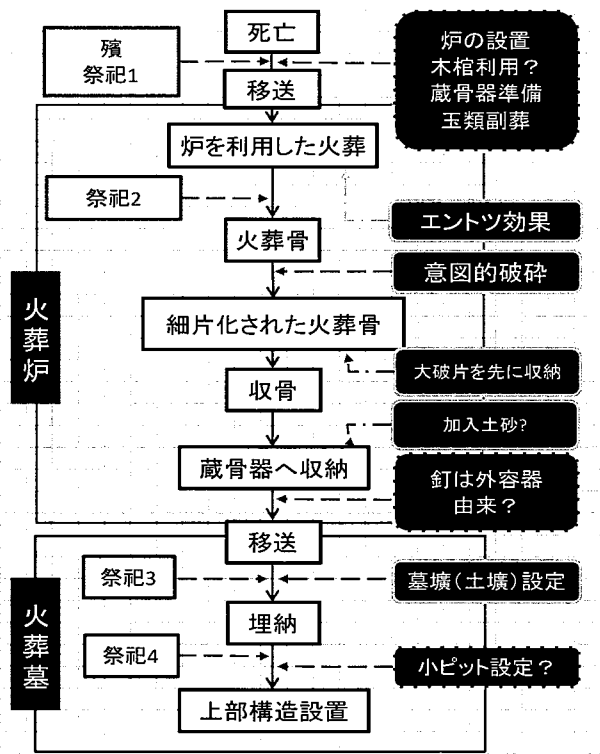 死亡
殯
祭祀1
炉の設置
木棺利用？
蔵骨器準備
玉類副葬
移送
炉を利用した火葬
祭祀2
エントツ効果
火葬骨
意図的破砕
火葬炉
細片化された火葬骨
大破片を先に収納
収骨
加入土砂?
蔵骨器へ収納
釘は外容器
由来？
移送
祭祀3
墓壙（土壙）設定
火葬墓
埋納
祭祀4
小ピット設定？
上部構造設置